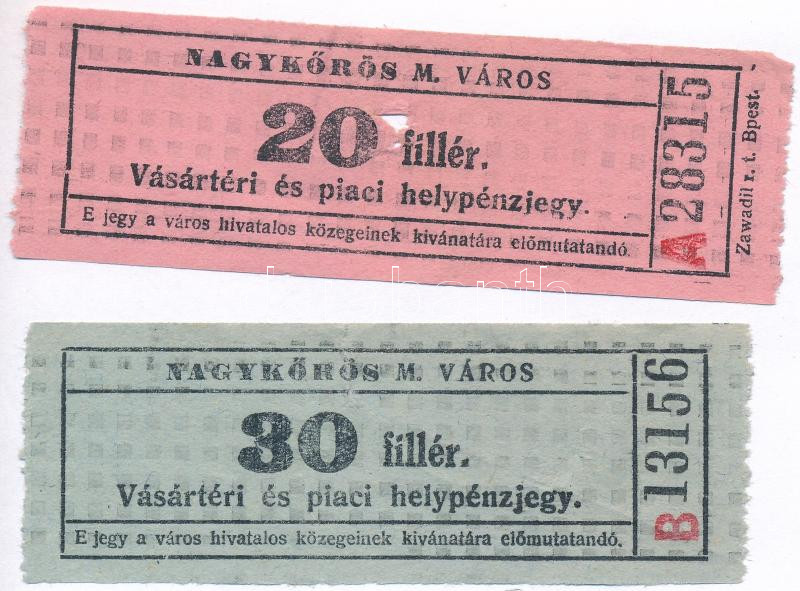 NAGYKŐRÖS M. VÁROS
20 fillér.
Vásártéri és piaci helypénzjegy.
E jegy a város hivatalos közegeinek kivánatára előmutatandó.
A 28315
Zawadil r. t. Bpest.
NAGYKŐRÖS M. VÁROS
30 fillér.
Vásártéri és piaci helypénzjegy.
E jegy a város hivatalos közegeinek kivánatára előmutatandó.
B 13156